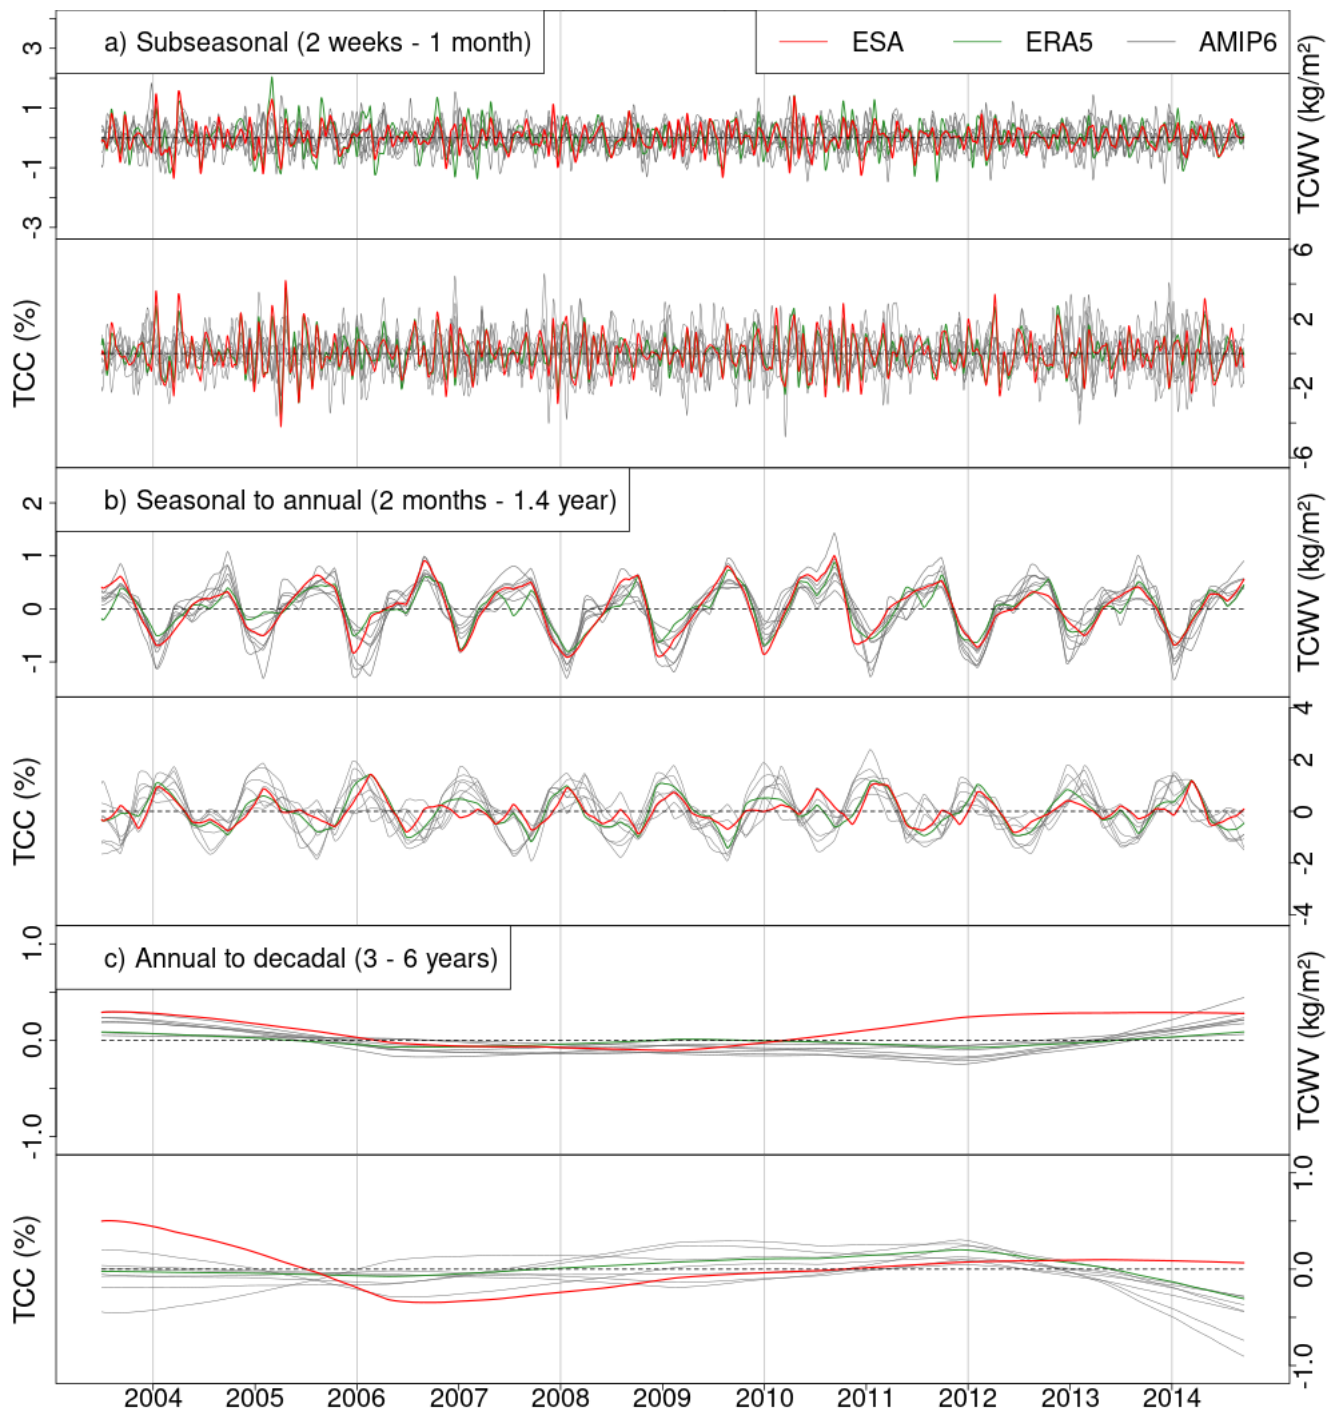 a) Subseasonal (2 weeks - 1 month)
ESA ERA5 AMIP6
3
1
-1
-3
TCWV (kg/m²)
TCC (%)
6
2
-2
-6
b) Seasonal to annual (2 months - 1.4 year)
2
1
0
-1
TCWV (kg/m²)
TCC (%)
4
2
0
-2
-4
c) Annual to decadal (3 - 6 years)
1.0
0.0
-1.0
TCWV (kg/m²)
TCC (%)
1.0
0.0
-1.0
2004 2005 2006 2007 2008 2009 2010 2011 2012 2013 2014